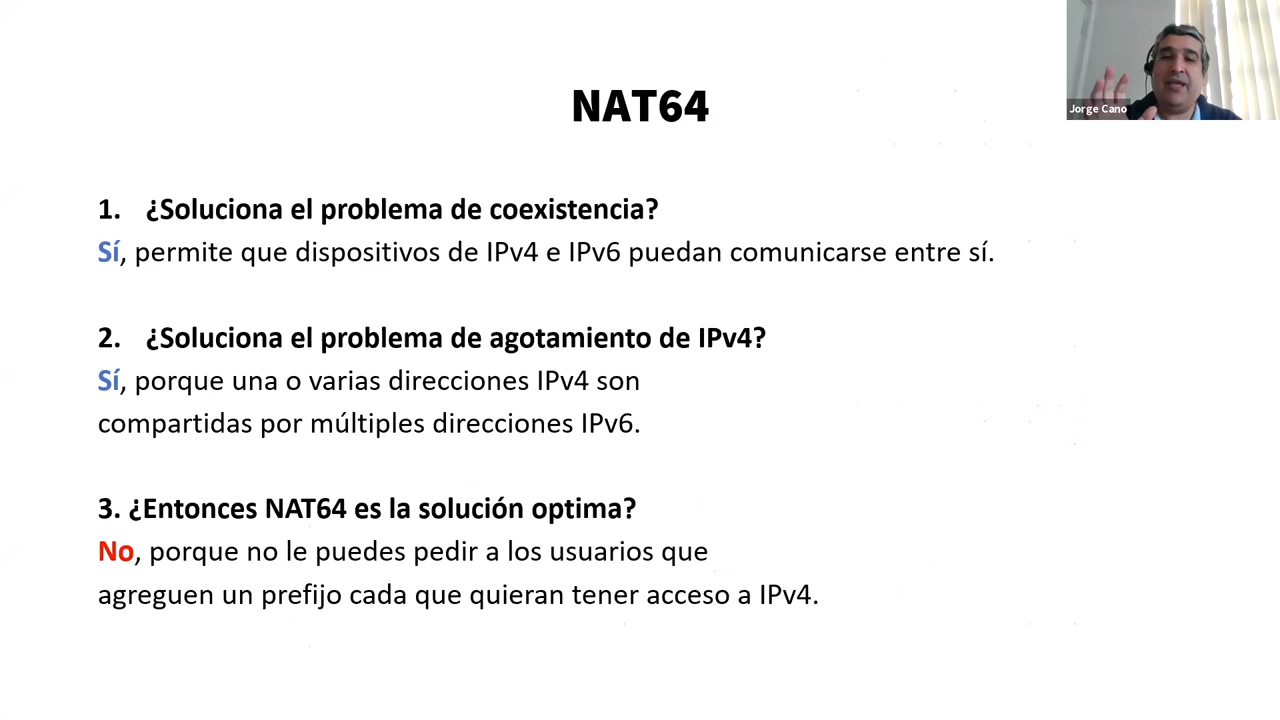 NAT64
Jorge Cano
1. ¿Soluciona el problema de coexistencia?
Sí, permite que dispositivos de IPv4 e IPv6 puedan comunicarse entre sí.
2. ¿Soluciona el problema de agotamiento de IPv4?
Sí, porque una o varias direcciones IPv4 son
compartidas por múltiples direcciones IPv6.
3. ¿Entonces NAT64 es la solución optima?
No, porque no le puedes pedir a los usuarios que
agreguen un prefijo cada que quieran tener acceso a IPv4.